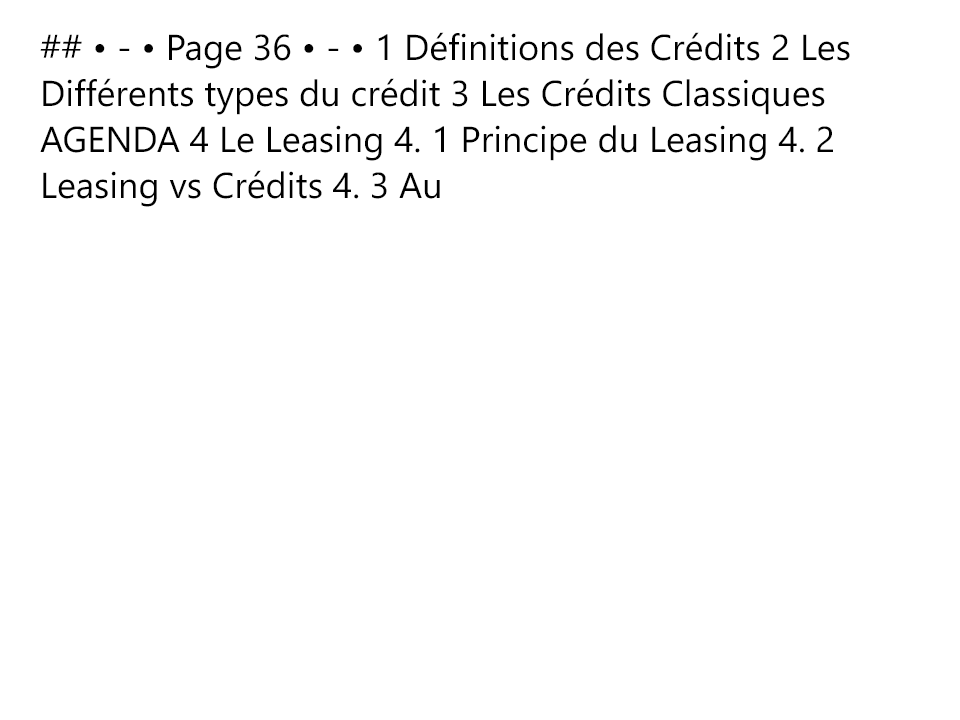 ## • - • Page 36 • - • 1 Définitions des Crédits 2 Les
Différents types du crédit 3 Les Crédits Classiques
AGENDA 4 Le Leasing 4. 1 Principe du Leasing 4. 2
Leasing vs Crédits 4. 3 Au